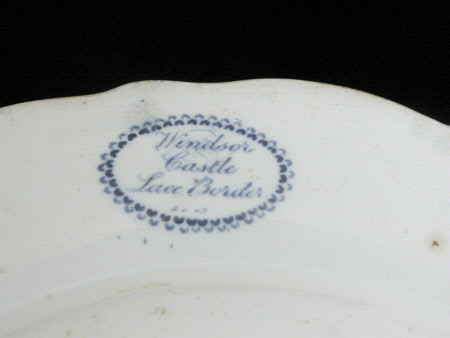 Windsor
Castle
Lace Border